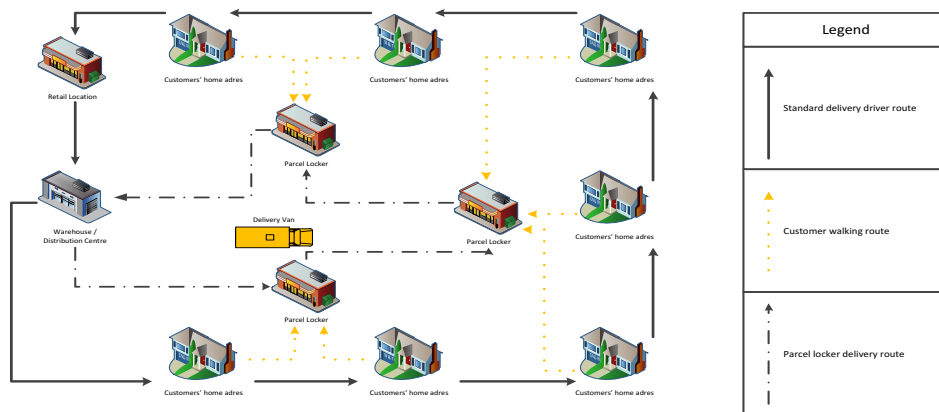 Customers' home adres
Customers' home adres
Customers' home adres
Retail Location
Parcel Locker
Warehouse /
Distribution Centre
Delivery Van
Parcel Locker
Customers' home adres
Parcel Locker
Customers' home adres
Customers' home adres
Customers' home adres
Legend
Standard delivery driver route
Customer walking route
Parcel locker delivery route